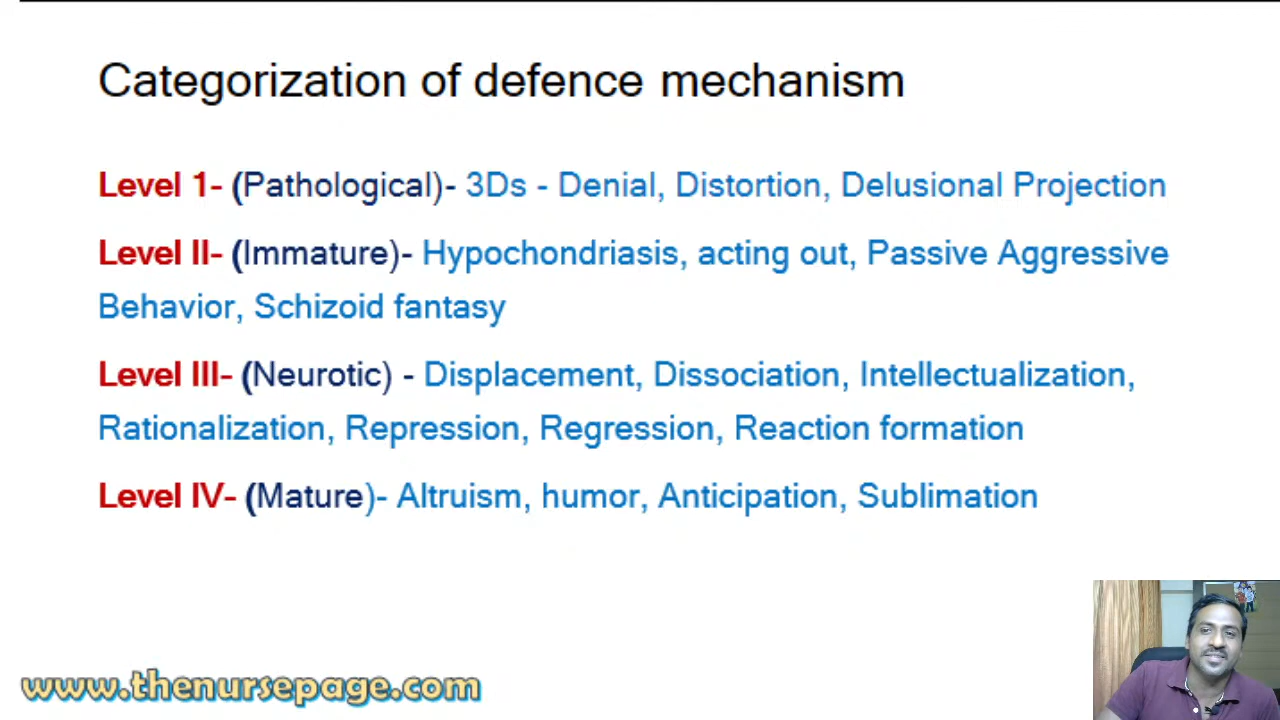 Categorization of defence mechanism
Level 1- (Pathological)- 3Ds - Denial, Distortion, Delusional Projection
Level II- (Immature)- Hypochondriasis, acting out, Passive Aggressive
Behavior, Schizoid fantasy
Level III- (Neurotic) - Displacement, Dissociation, Intellectualization,
Rationalization, Repression, Regression, Reaction formation
Level IV- (Mature)- Altruism, humor, Anticipation, Sublimation
www.thenursepage.com